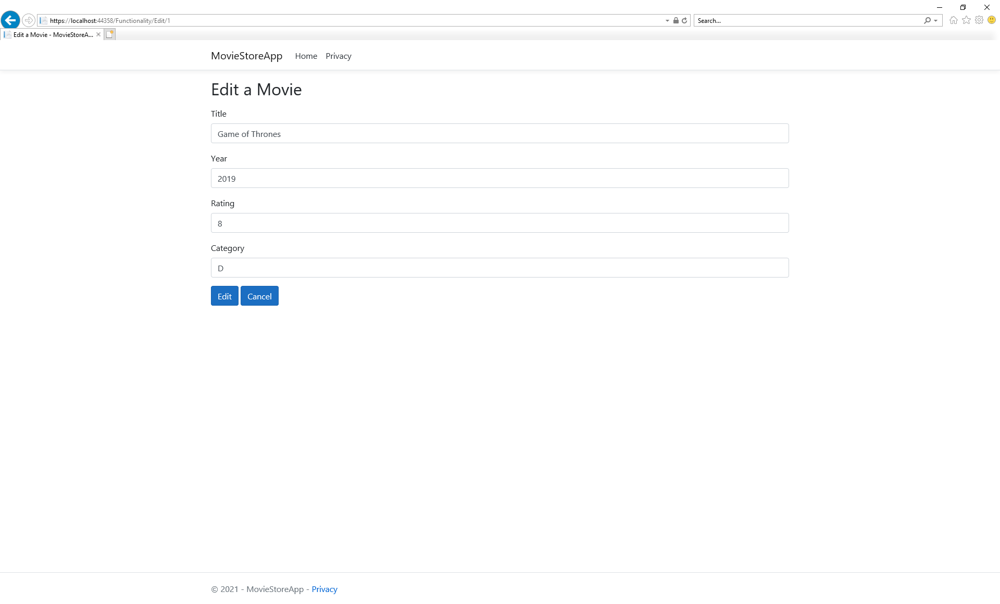 https://localhost:44358/Functionality/Edit/1
Search...
Edit a Movie - MovieStoreA...
MovieStoreApp Home Privacy
Edit a Movie
Title
Game of Thrones
Year
2019
Rating
8
Category
D
Edit Cancel
© 2021 - MovieStoreApp - Privacy